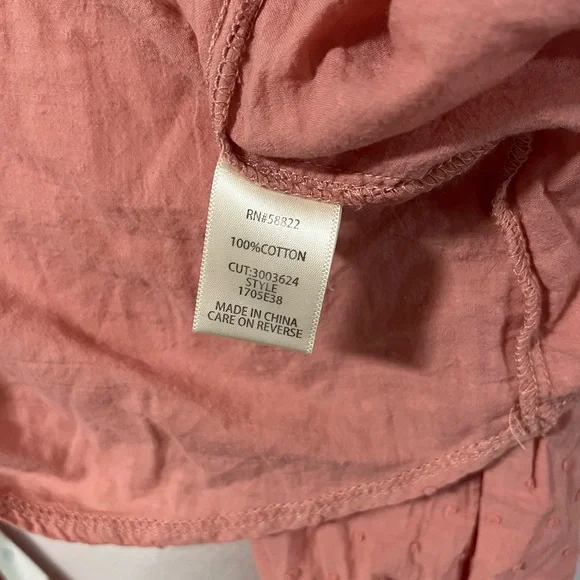 RN#58822
100%COTTON
CUT:3003624
STYLE
1705E38
MADE IN CHINA
CARE ON REVERSE